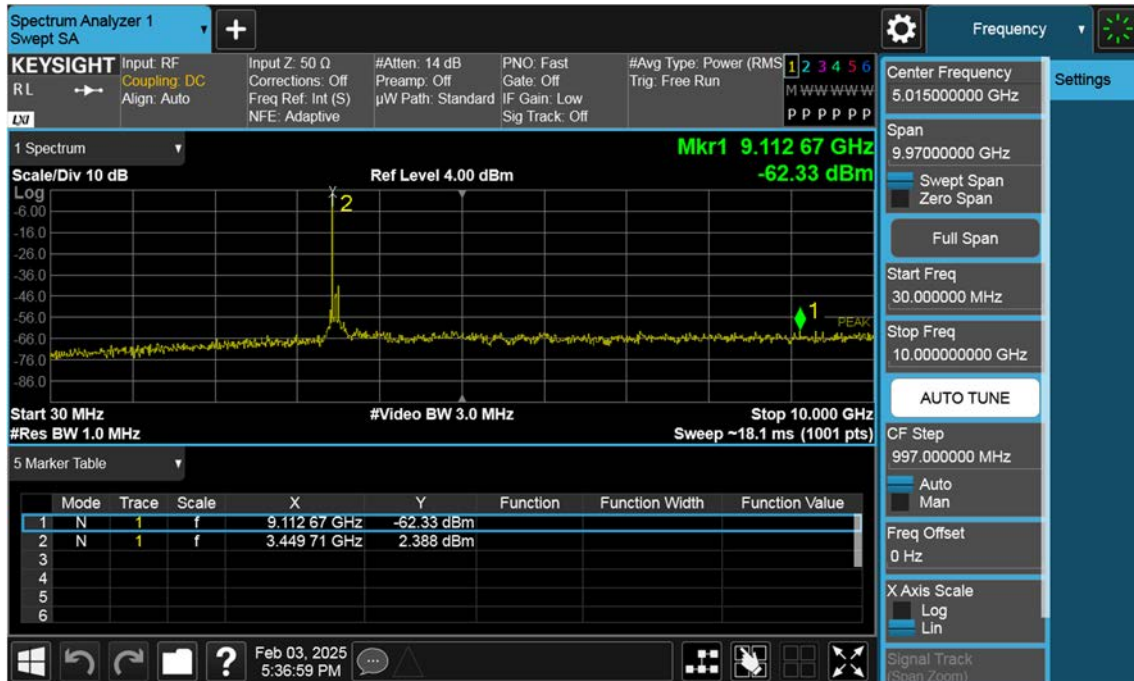 Spectrum Analyzer 1
Swept SA
+
Frequency
KEYSIGHT
RL
LXI
Input: RF
Coupling: DC
Align: Auto
Input Z: 50 Ω
Corrections: Off
Freq Ref: Int (S)
NFE: Adaptive
#Atten: 14 dB
Preamp: Off
µW Path: Standard
PNO: Fast
Gate: Off
IF Gain: Low
Sig Track: Off
#Avg Type: Power (RMS
Trig: Free Run
1 2 3 4 5 6
M W W W W W
P P P P P P
1 Spectrum
Mkr1 9.112 67 GHz
Scale/Div 10 dB
Ref Level 4.00 dBm
-62.33 dBm
Log
-6.00
-16.0
-26.0
-36.0
-46.0
-56.0
-66.0
-76.0
-86.0
2
1
PEAK
Start 30 MHz
#Video BW 3.0 MHz
Stop 10.000 GHz
#Res BW 1.0 MHz
Sweep ~18.1 ms (1001 pts)
5 Marker Table
Mode Trace Scale X Y Function Function Width Function Value
1 N 1 f 9.112 67 GHz -62.33 dBm
2 N 1 f 3.449 71 GHz 2.388 dBm
3
4
5
6
?
Feb 03, 2025
5:36:59 PM
Center Frequency
5.015000000 GHz
Settings
Span
9.97000000 GHz
Swept Span
Zero Span
Full Span
Start Freq
30.000000 MHz
Stop Freq
10.000000000 GHz
AUTO TUNE
CF Step
997.000000 MHz
Auto
Man
Freq Offset
0 Hz
X Axis Scale
Log
Lin
Signal Track
(Span Zoom)